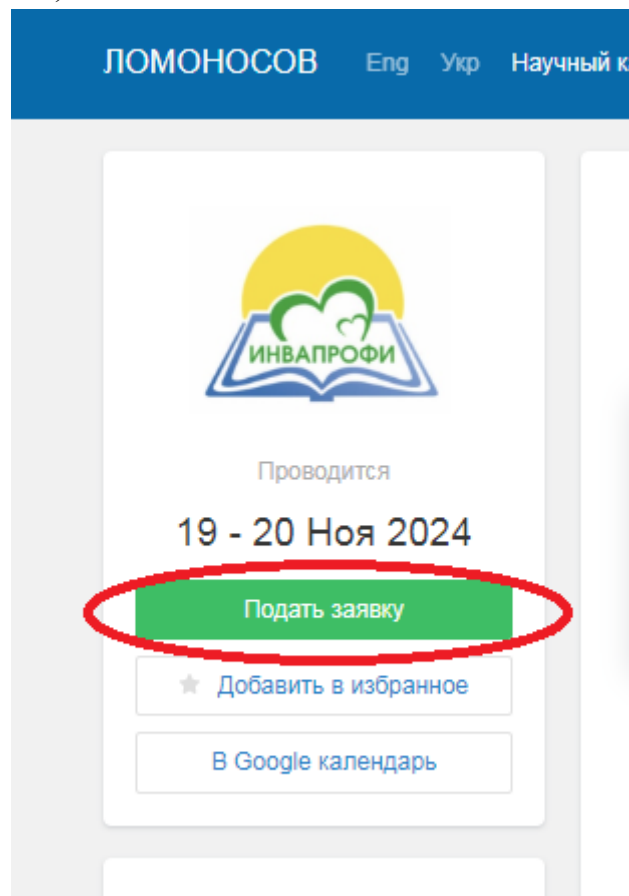 ЛОМОНОСОВ Eng Укр Научный к
ИНВАПРОФИ
Проводится
19 - 20 Ноя 2024
Подать заявку
Добавить в избранное
В Google календарь